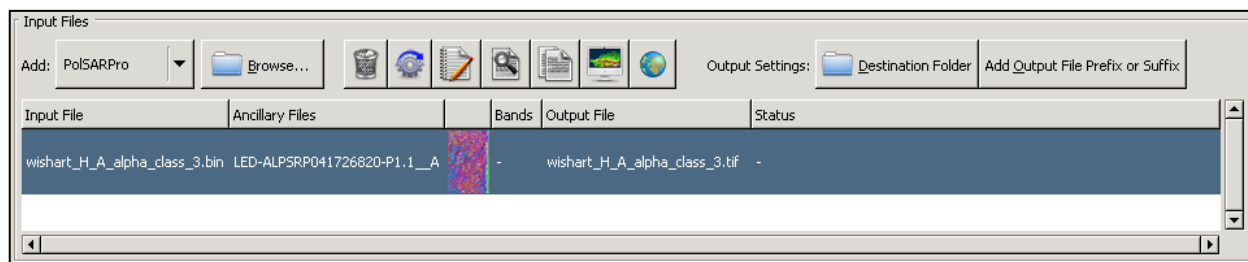 Input Files
Add: PolSARPro Browse... Output Settings: Destination Folder Add Output File Prefix or Suffix
Input File Ancillary Files Bands Output File Status
wishart_H_A_alpha_class_3.bin LED-ALPSRP041726820-P1.1__A - wishart_H_A_alpha_class_3.tif -